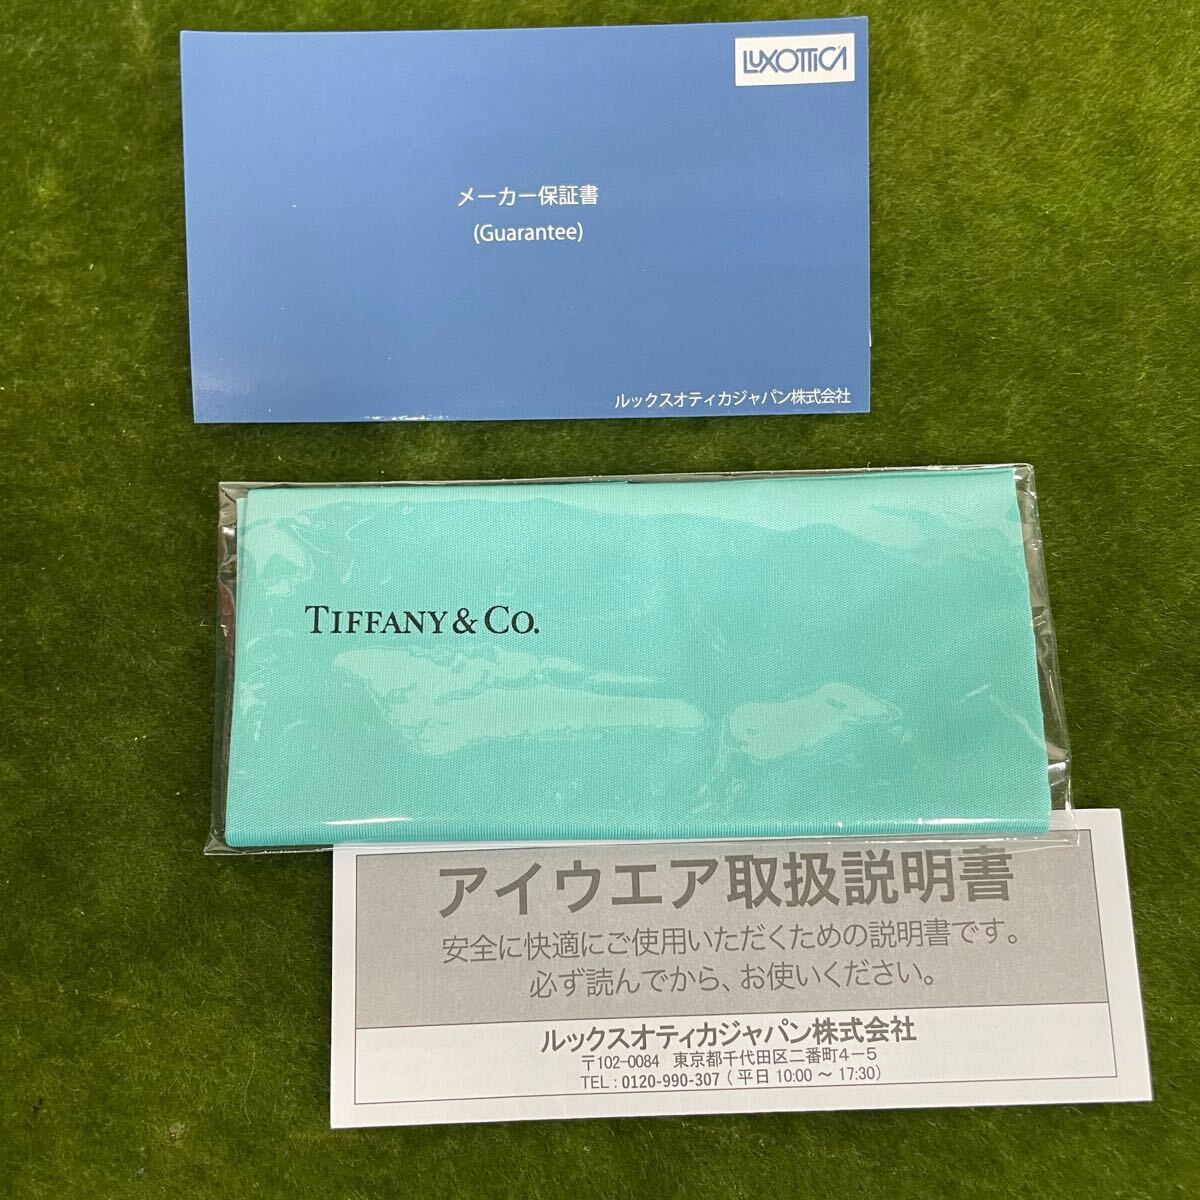 LUXOTTICA
メーカー保証書
(Guarantee)
ルックスオティカジャパン株式会社
TIFFANY & CO.
アイウエア取扱説明書
安全に快適にご使用いただくための説明書です。
必ず読んでから、お使いください。
ルックスオティカジャパン株式会社
〒102-0084 東京都千代田区二番町4-5
TEL : 0120-990-307 ( 平日 10:00 ～ 17:30)